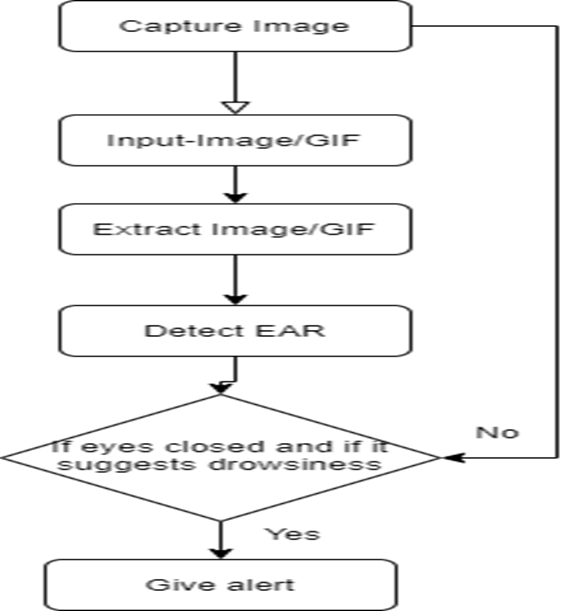 Capture Image
Input-Image/GIF
Extract Image/GIF
Detect EAR
If eyes closed and if it
suggests drowsiness
No
Yes
Give alert